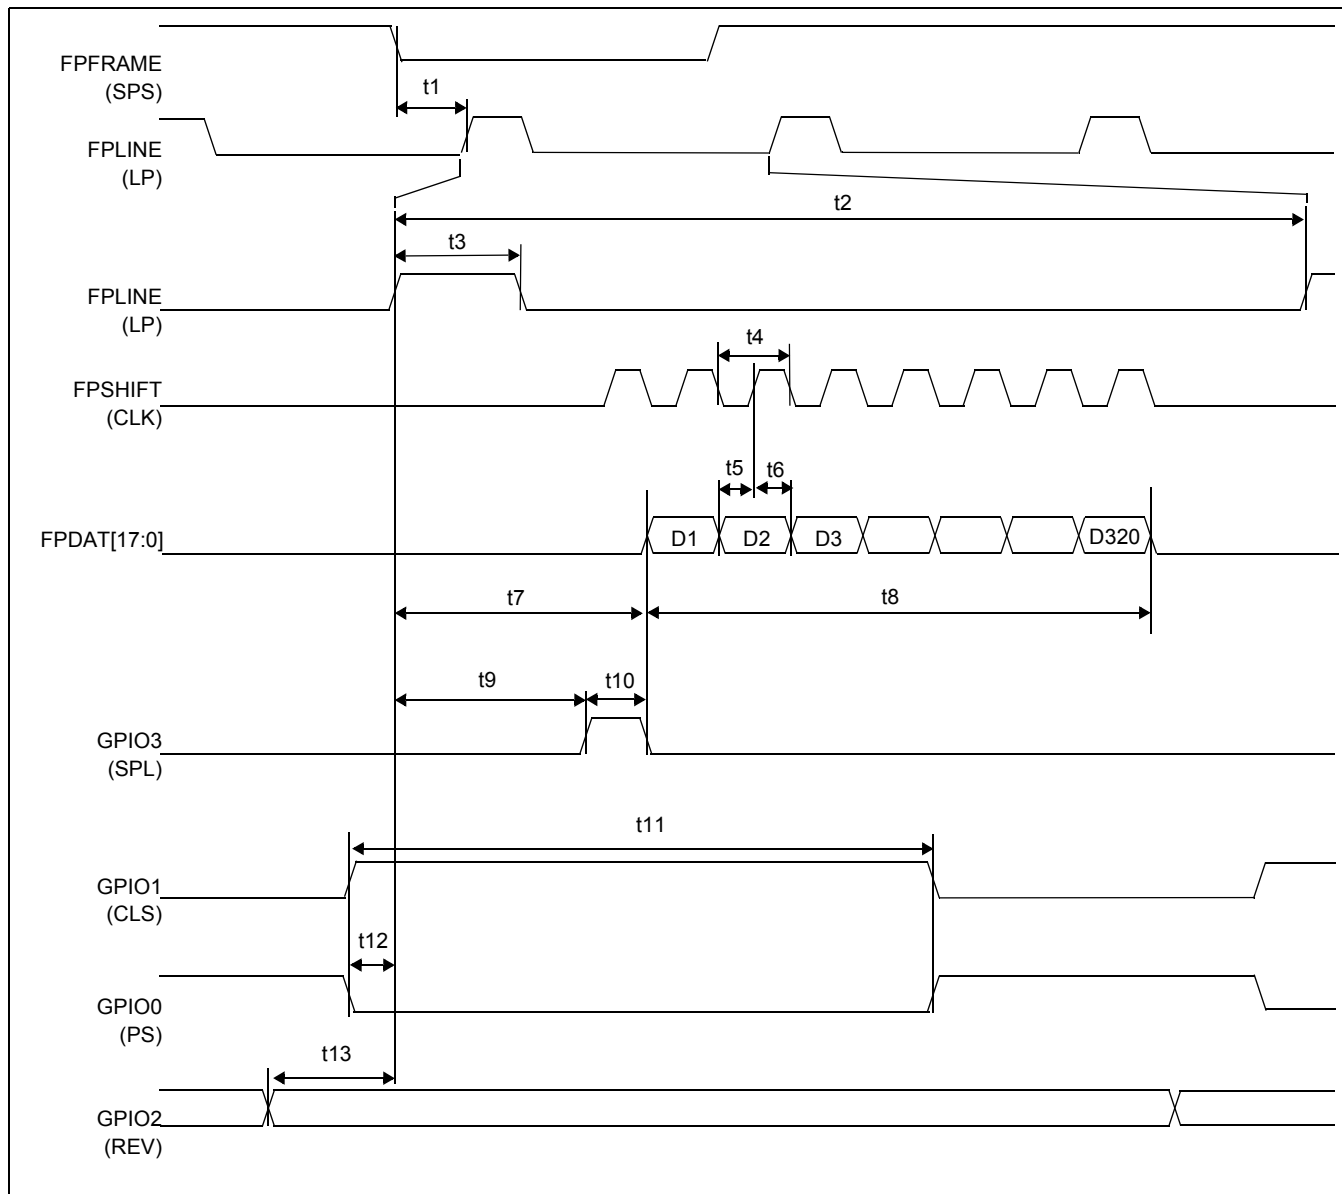 FPFRAME
(SPS)
t1
FPLINE
(LP)
t2
t3
FPLINE
(LP)
t4
FPSHIFT
(CLK)
t5
t6
FPDAT[17:0]
D1
D2
D3
D320
t7
t8
t9
t10
GPIO3
(SPL)
t11
GPIO1
(CLS)
t12
GPIO0
(PS)
t13
GPIO2
(REV)